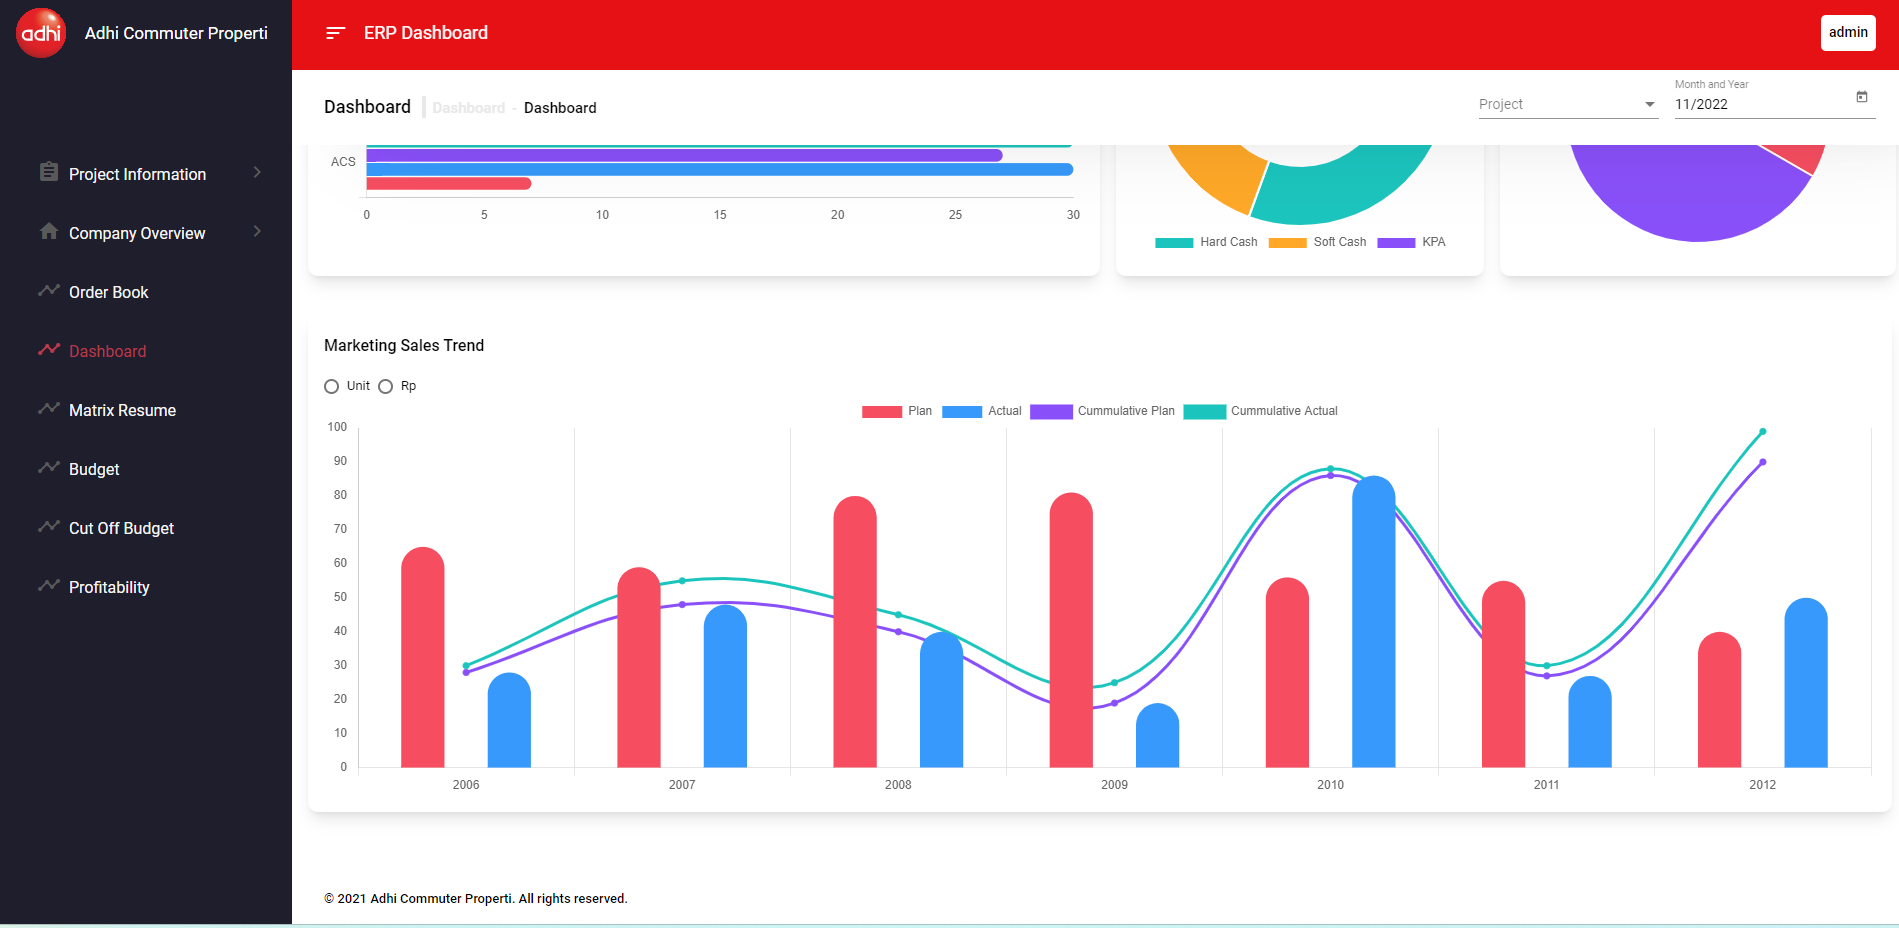 adhi
Adhi Commuter Properti
ERP Dashboard
admin
Dashboard
Dashboard - Dashboard
Project
Month and Year
11/2022
Project Information
Company Overview
Order Book
Dashboard
Matrix Resume
Budget
Cut Off Budget
Profitability
ACS
0 5 10 15 20 25 30
Hard Cash Soft Cash KPA
Marketing Sales Trend
Unit Rp
Plan Actual Cummulative Plan Cummulative Actual
100
90
80
70
60
50
40
30
20
10
0
2006 2007 2008 2009 2010 2011 2012
© 2021 Adhi Commuter Properti. All rights reserved.